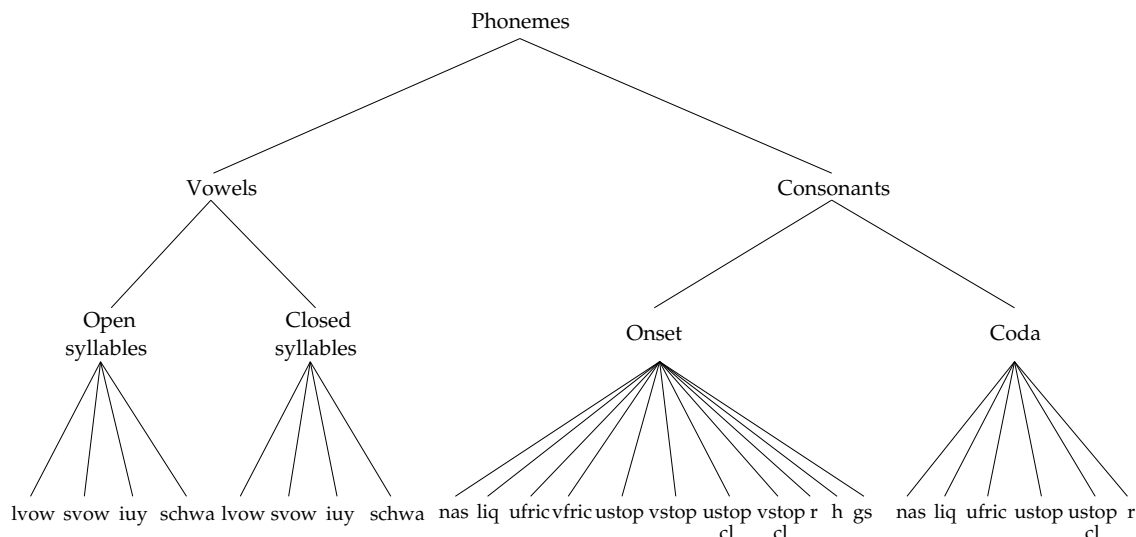 Phonemes
Vowels Consonants
Open Closed
syllables syllables
Onset Coda
lvow svow iuy schwa lvow svow iuy schwa nas liq ufric vfric ustop vstop ustop vstop r h gs nas liq ufric ustop ustop r
cl cl cl